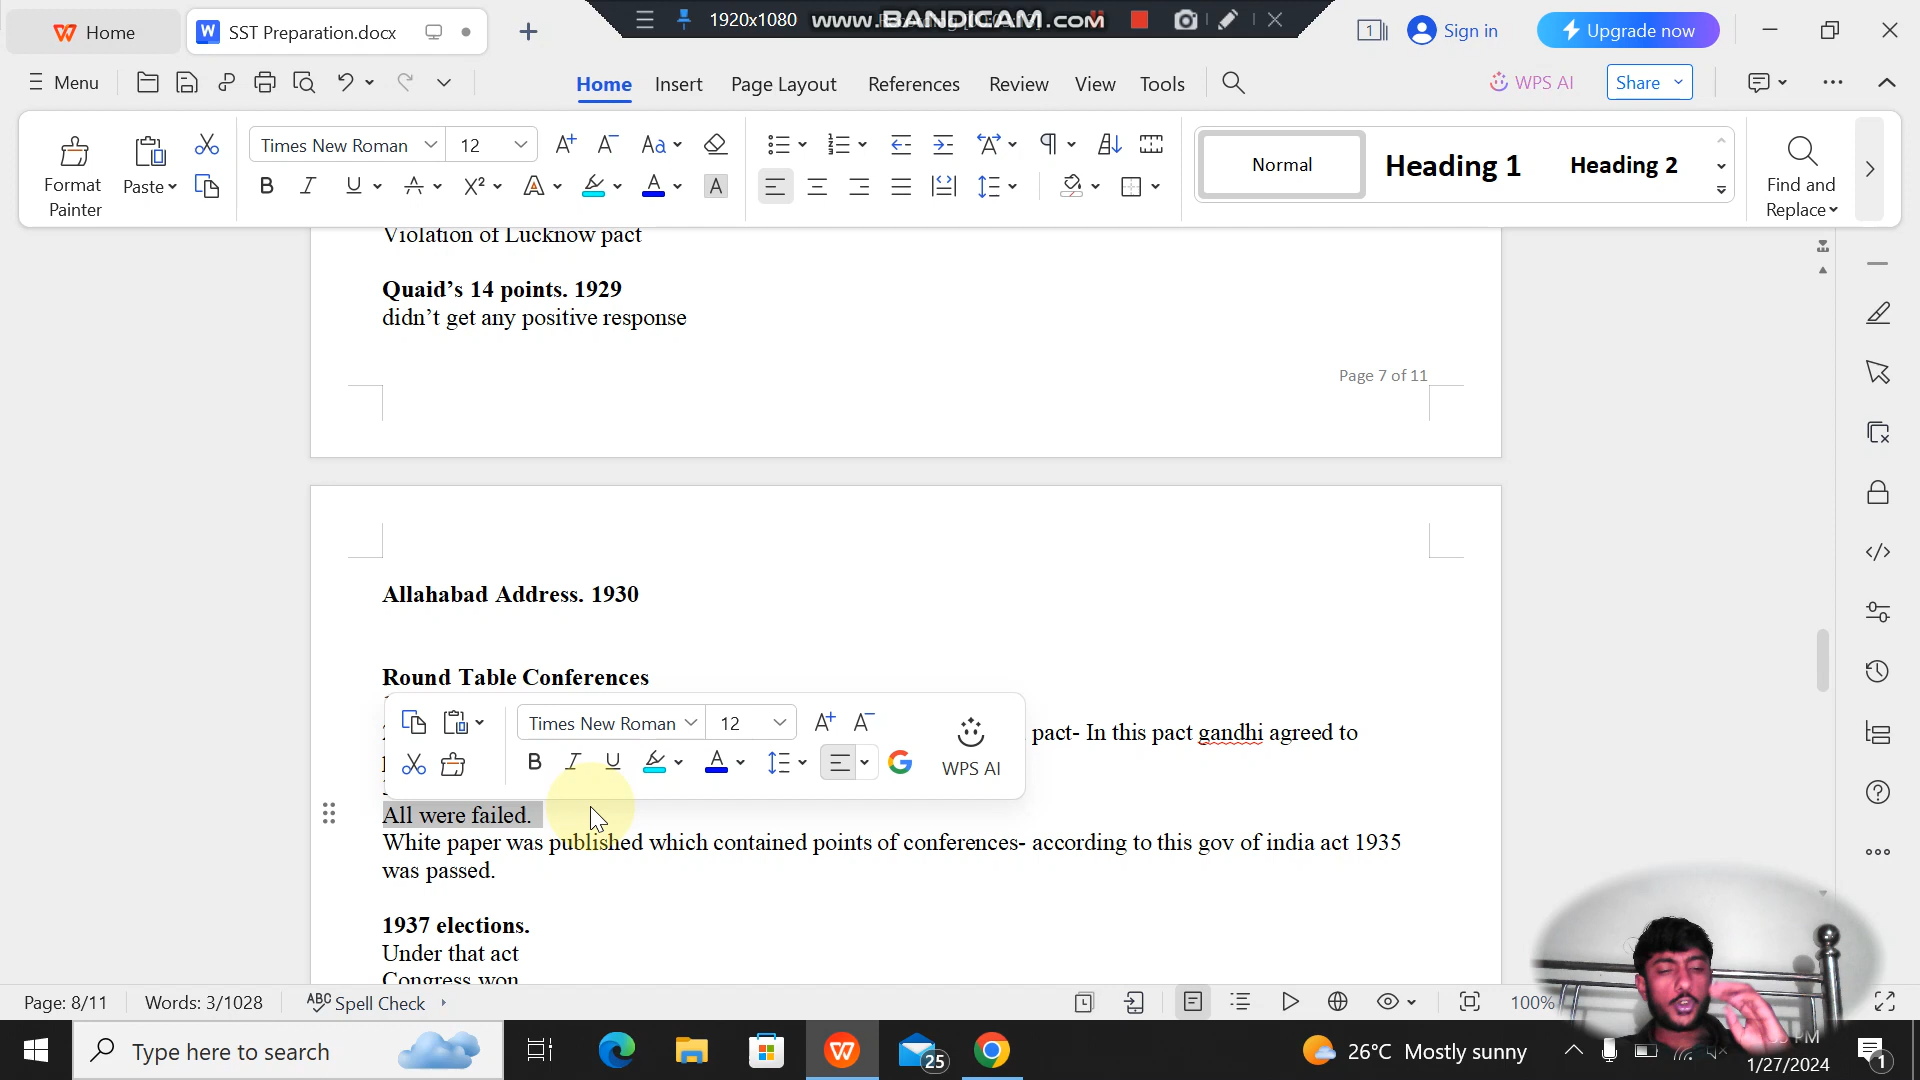 Home
SST Preparation.docx
1920x1080
www.BANDICAM.com
Sign in
Upgrade now
Menu
Home
Insert
Page Layout
References
Review
View
Tools
WPS AI
Share
Format
Painter
Paste
Times New Roman
12
Normal
Heading 1
Heading 2
Find and
Replace
Violation of Lucknow pact
Quaid’s 14 points. 1929
didn’t get any positive response
Page 7 of 11
Allahabad Address. 1930
Round Table Conferences
Times New Roman
12
WPS AI
pact- In this pact gandhi agreed to
All were failed.
White paper was published which contained points of conferences- according to this gov of india act 1935
was passed.
1937 elections.
Under that act
Congress won
Page: 8/11
Words: 3/1028
Spell Check
100%
Type here to search
25
26°C Mostly sunny
PM
1/27/2024
1